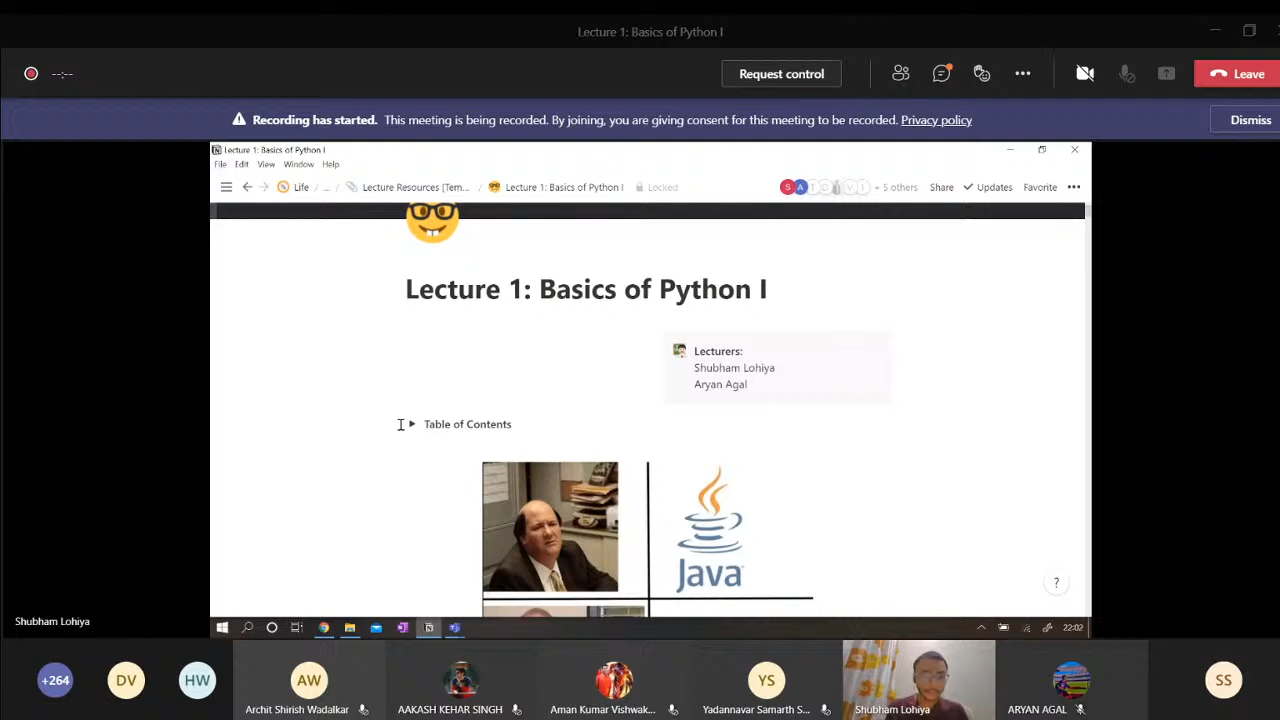 Lecture 1: Basics of Python I
--:--
Request control
Leave
Recording has started. This meeting is being recorded. By joining, you are giving consent for this meeting to be recorded. Privacy policy
Dismiss
Lecture 1: Basics of Python I
File Edit View Window Help
Life / ... / Lecture Resources [Tem... / Lecture 1: Basics of Python I Locked
S A + 5 others Share Updates Favorite
Lecture 1: Basics of Python I
Lecturers:
Shubham Lohiya
Aryan Agal
Table of Contents
Java
?
Shubham Lohiya
22:02
+264 DV HW AW YS SS
Archit Shirish Wadalkar AAKASH KEHAR SINGH Aman Kumar Vishwak... Yadannavar Samarth S... Shubham Lohiya ARYAN AGAL